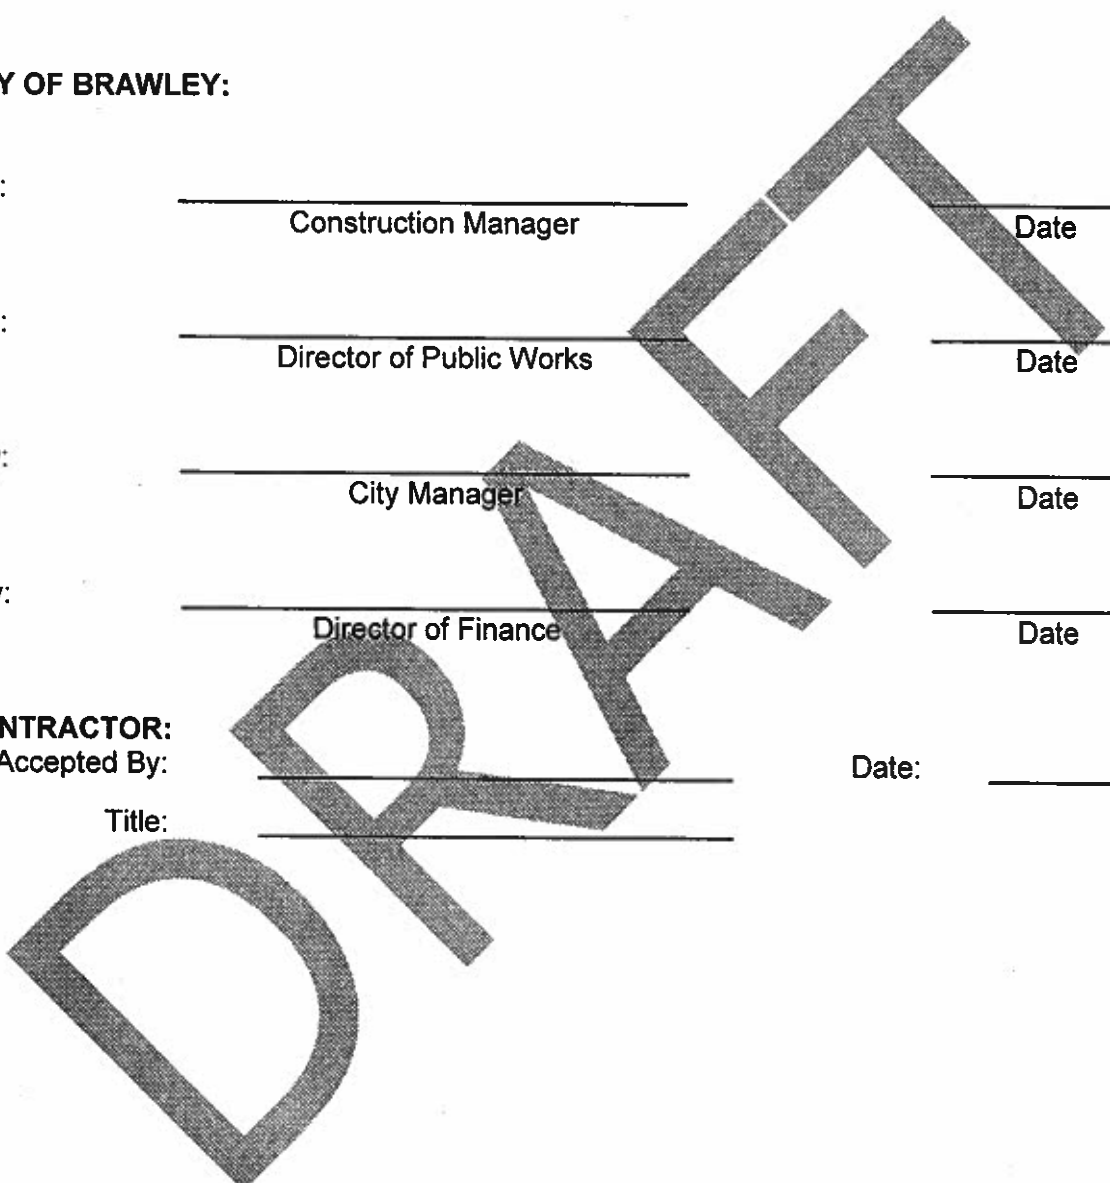 Y OF BRAWLEY:
:
Construction Manager Date
:
Director of Public Works Date
:
City Manager Date
y:
Director of Finance Date
NTRACTOR:
Accepted By: Date:
Title:
DRAFT